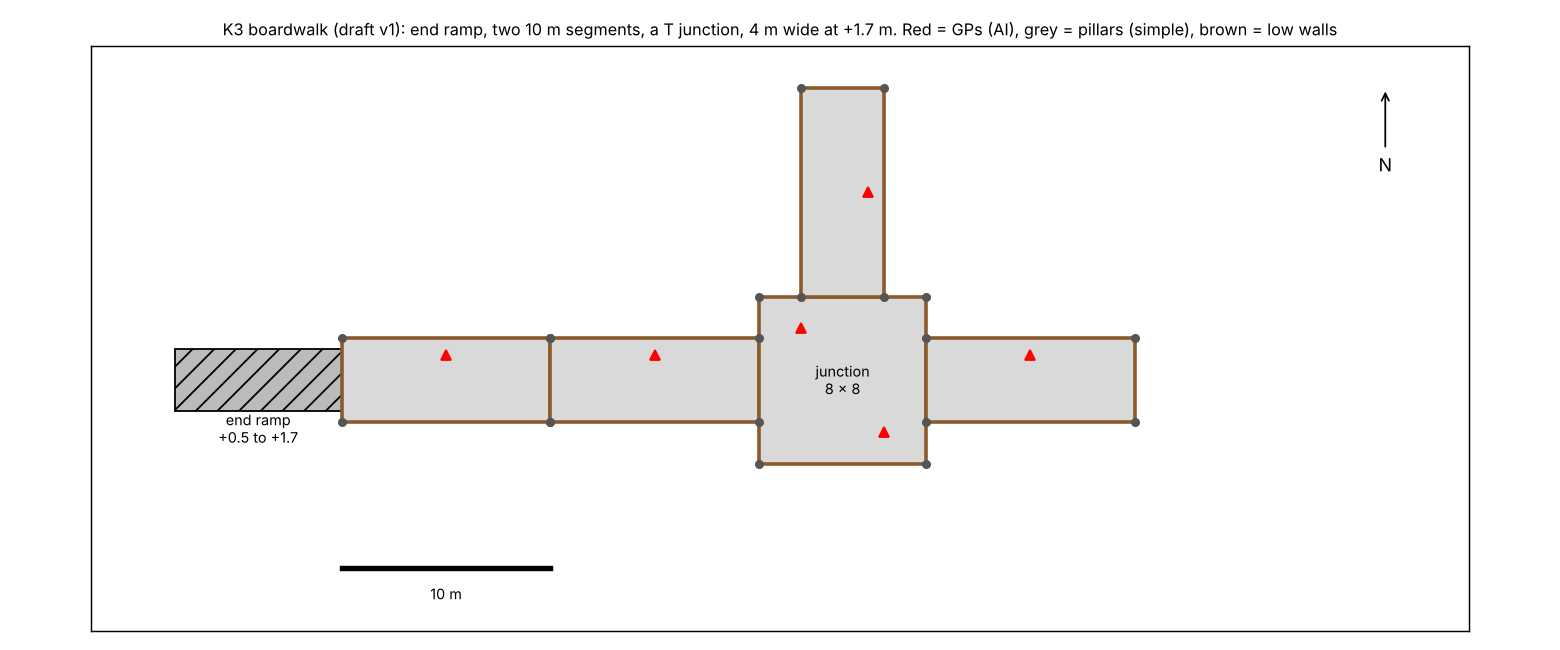 K3 boardwalk (draft v1): end ramp, two 10 m segments, a T junction, 4 m wide at +1.7 m. Red = GPs (AI), grey = pillars (simple), brown = low walls
N
junction
8 × 8
end ramp
+0.5 to +1.7
10 m